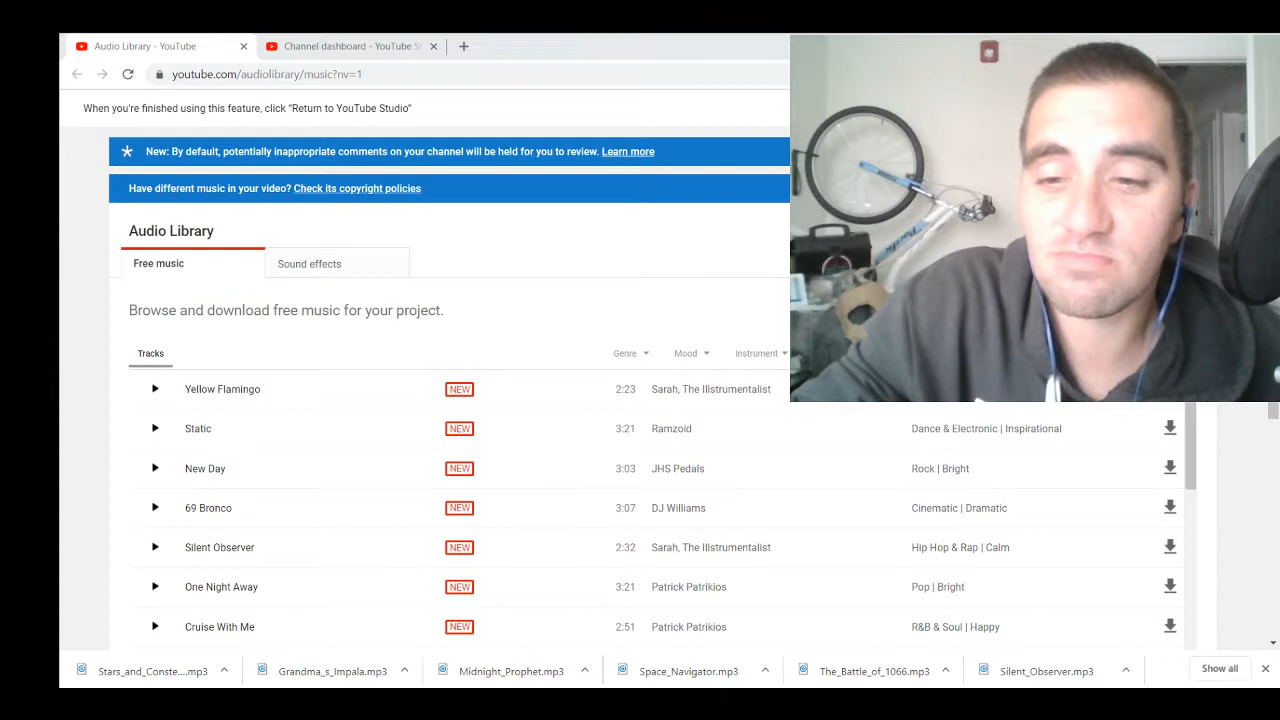 Audio Library - YouTube
Channel dashboard - YouTube St
youtube.com/audiolibrary/music?nv=1
When you're finished using this feature, click "Return to YouTube Studio"
New: By default, potentially inappropriate comments on your channel will be held for you to review. Learn more
Have different music in your video? Check its copyright policies
Audio Library
Free music
Sound effects
Browse and download free music for your project.
Tracks Genre Mood Instrument
Yellow Flamingo NEW 2:23 Sarah, The Illstrumentalist
Static NEW 3:21 Ramzoid Dance & Electronic | Inspirational
New Day NEW 3:03 JHS Pedals Rock | Bright
69 Bronco NEW 3:07 DJ Williams Cinematic | Dramatic
Silent Observer NEW 2:32 Sarah, The Illstrumentalist Hip Hop & Rap | Calm
One Night Away NEW 3:21 Patrick Patrikios Pop | Bright
Cruise With Me NEW 2:51 Patrick Patrikios R&B & Soul | Happy
Stars_and_Conste....mp3 Grandma_s_Impala.mp3 Midnight_Prophet.mp3 Space_Navigator.mp3 The_Battle_of_1066.mp3 Silent_Observer.mp3 Show all